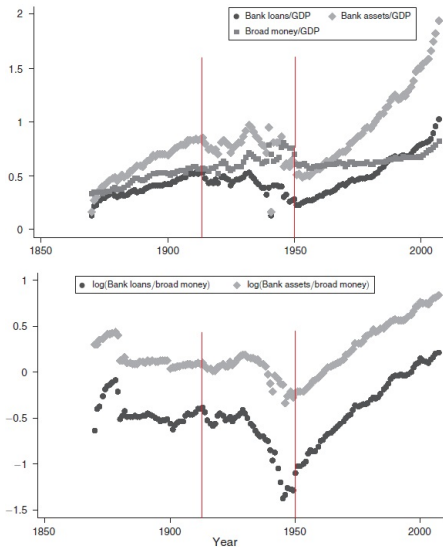 Bank loans/GDP Bank assets/GDP
Broad money/GDP
2
1.5
1
0.5
0
1850 1900 1950 2000
log(Bank loans/broad money) log(Bank assets/broad money)
1
0.5
0
−0.5
−1
−1.5
1850 1900 1950 2000
Year